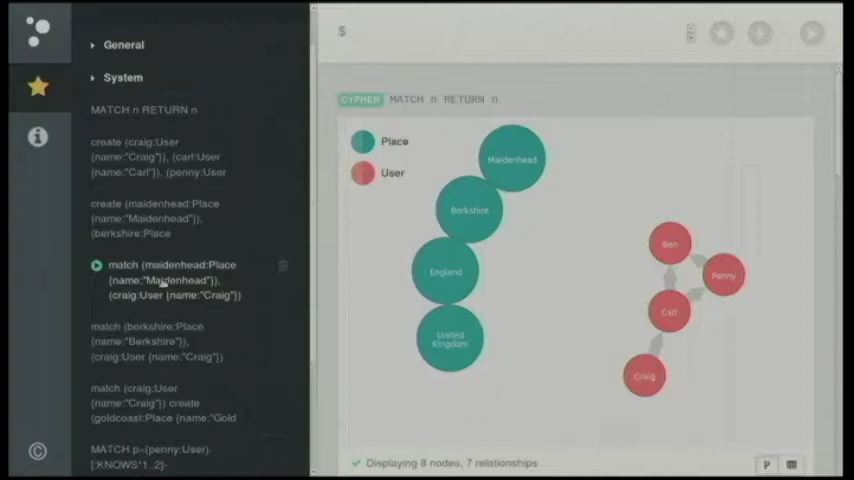 General
System
MATCH n RETURN n
create (craig:User
{name:"Craig"}), (carl:User
{name:"Carl"}), (penny:User
create (maidenhead:Place
{name:"Maidenhead"}),
(berkshire:Place
match (maidenhead:Place
{name:"Maidenhead"}),
(craig:User {name:"Craig"})
match (berkshire:Place
{name:"Berkshire"}),
(craig:User {name:"Craig"})
match (craig:User
{name:"Craig"}) create
(goldcoast:Place {name:"Gold
MATCH p=(penny:User)-
[:KNOWS*1..2]-
$
CYPHER MATCH n RETURN n
Place
User
Maidenhead
Berkshire
England
United
Kingdom
Ben
Penny
Carl
Craig
Displaying 8 nodes, 7 relationships